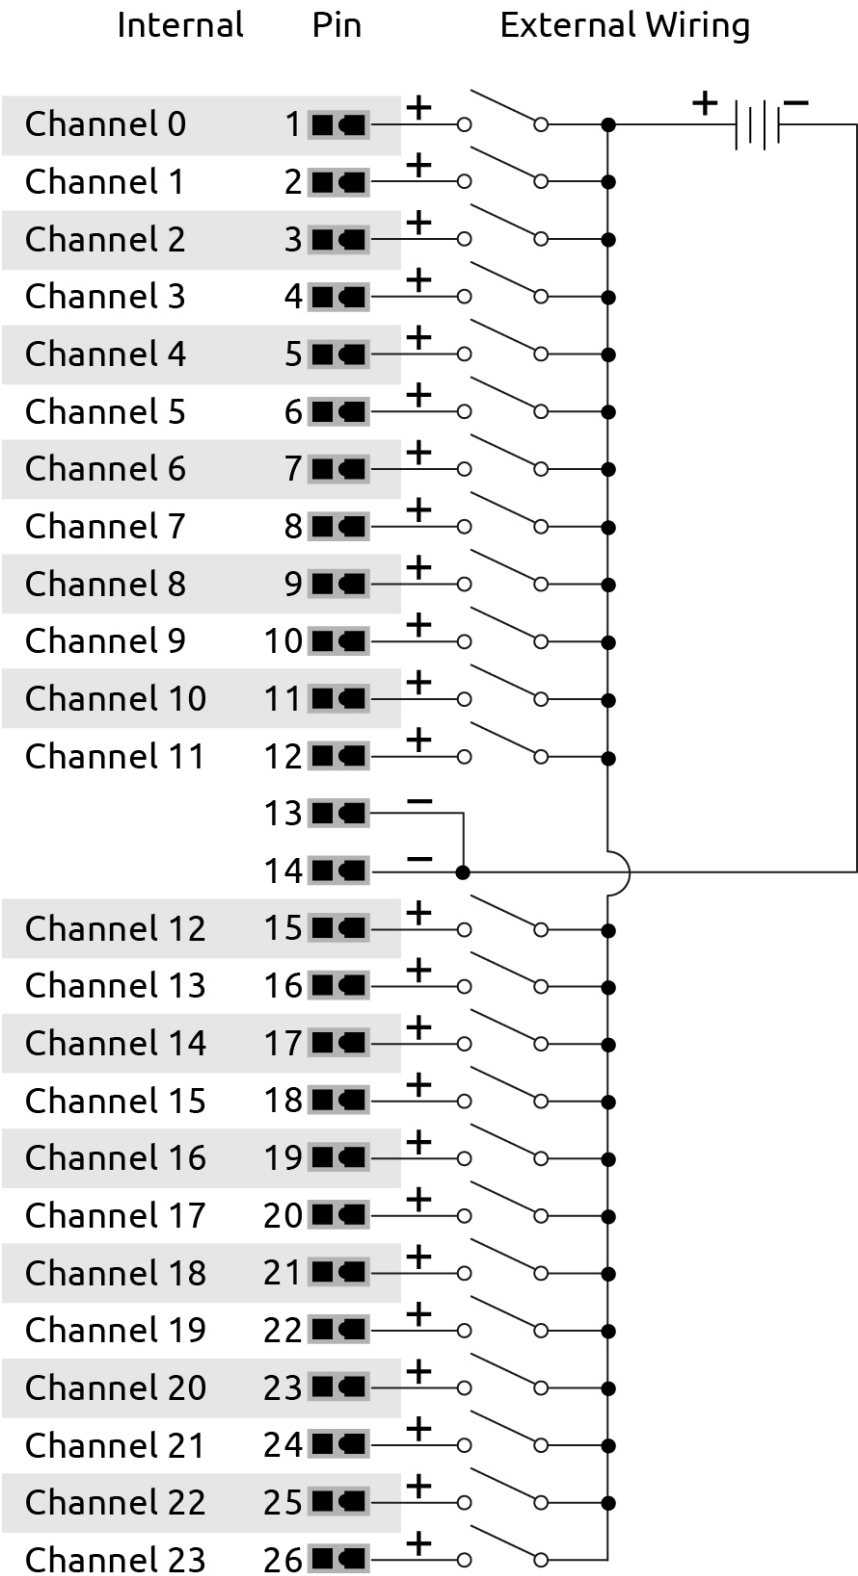 Internal Pin External Wiring
+ −
Channel 0 1 +
Channel 1 2 +
Channel 2 3 +
Channel 3 4 +
Channel 4 5 +
Channel 5 6 +
Channel 6 7 +
Channel 7 8 +
Channel 8 9 +
Channel 9 10 +
Channel 10 11 +
Channel 11 12 +
13 −
14 −
Channel 12 15 +
Channel 13 16 +
Channel 14 17 +
Channel 15 18 +
Channel 16 19 +
Channel 17 20 +
Channel 18 21 +
Channel 19 22 +
Channel 20 23 +
Channel 21 24 +
Channel 22 25 +
Channel 23 26 +